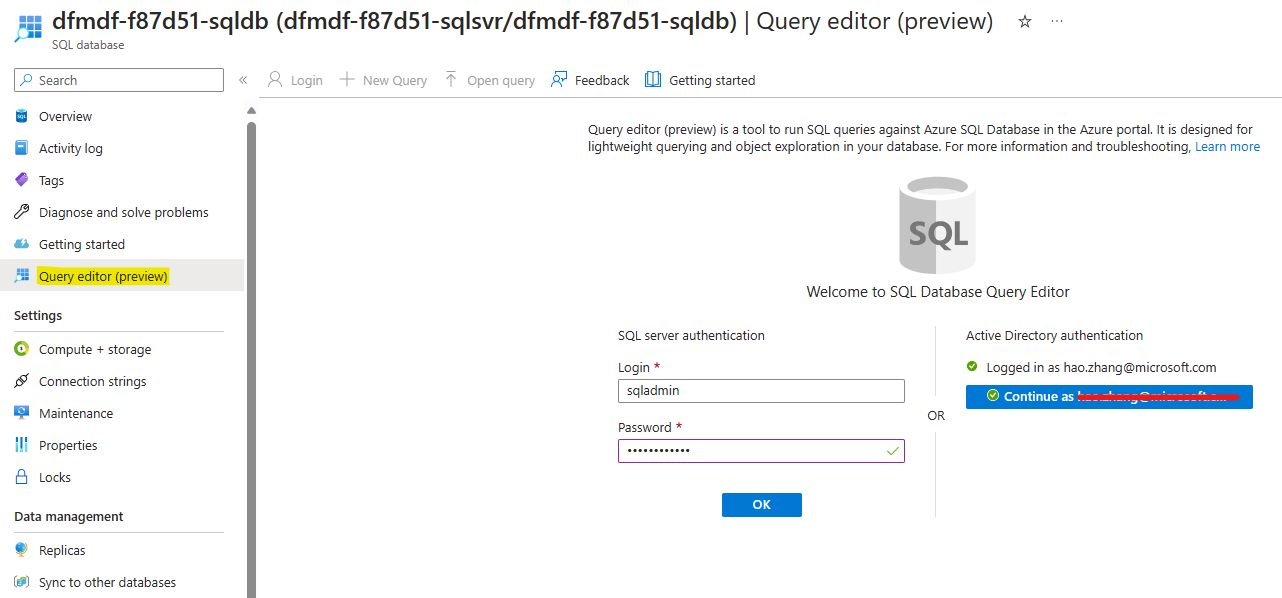 dfmdf-f87d51-sqldb (dfmdf-f87d51-sqlsvr/dfmdf-f87d51-sqldb) | Query editor (preview)
SQL database
Search
Login
New Query
Open query
Feedback
Getting started
Overview
Activity log
Tags
Diagnose and solve problems
Getting started
Query editor (preview)
Settings
Compute + storage
Connection strings
Maintenance
Properties
Locks
Data management
Replicas
Sync to other databases
Query editor (preview) is a tool to run SQL queries against Azure SQL Database in the Azure portal. It is designed for
lightweight querying and object exploration in your database. For more information and troubleshooting, Learn more
SQL
Welcome to SQL Database Query Editor
SQL server authentication
Login *
sqladmin
Password *
••••••••••••
OK
OR
Active Directory authentication
Logged in as hao.zhang@microsoft.com
Continue as